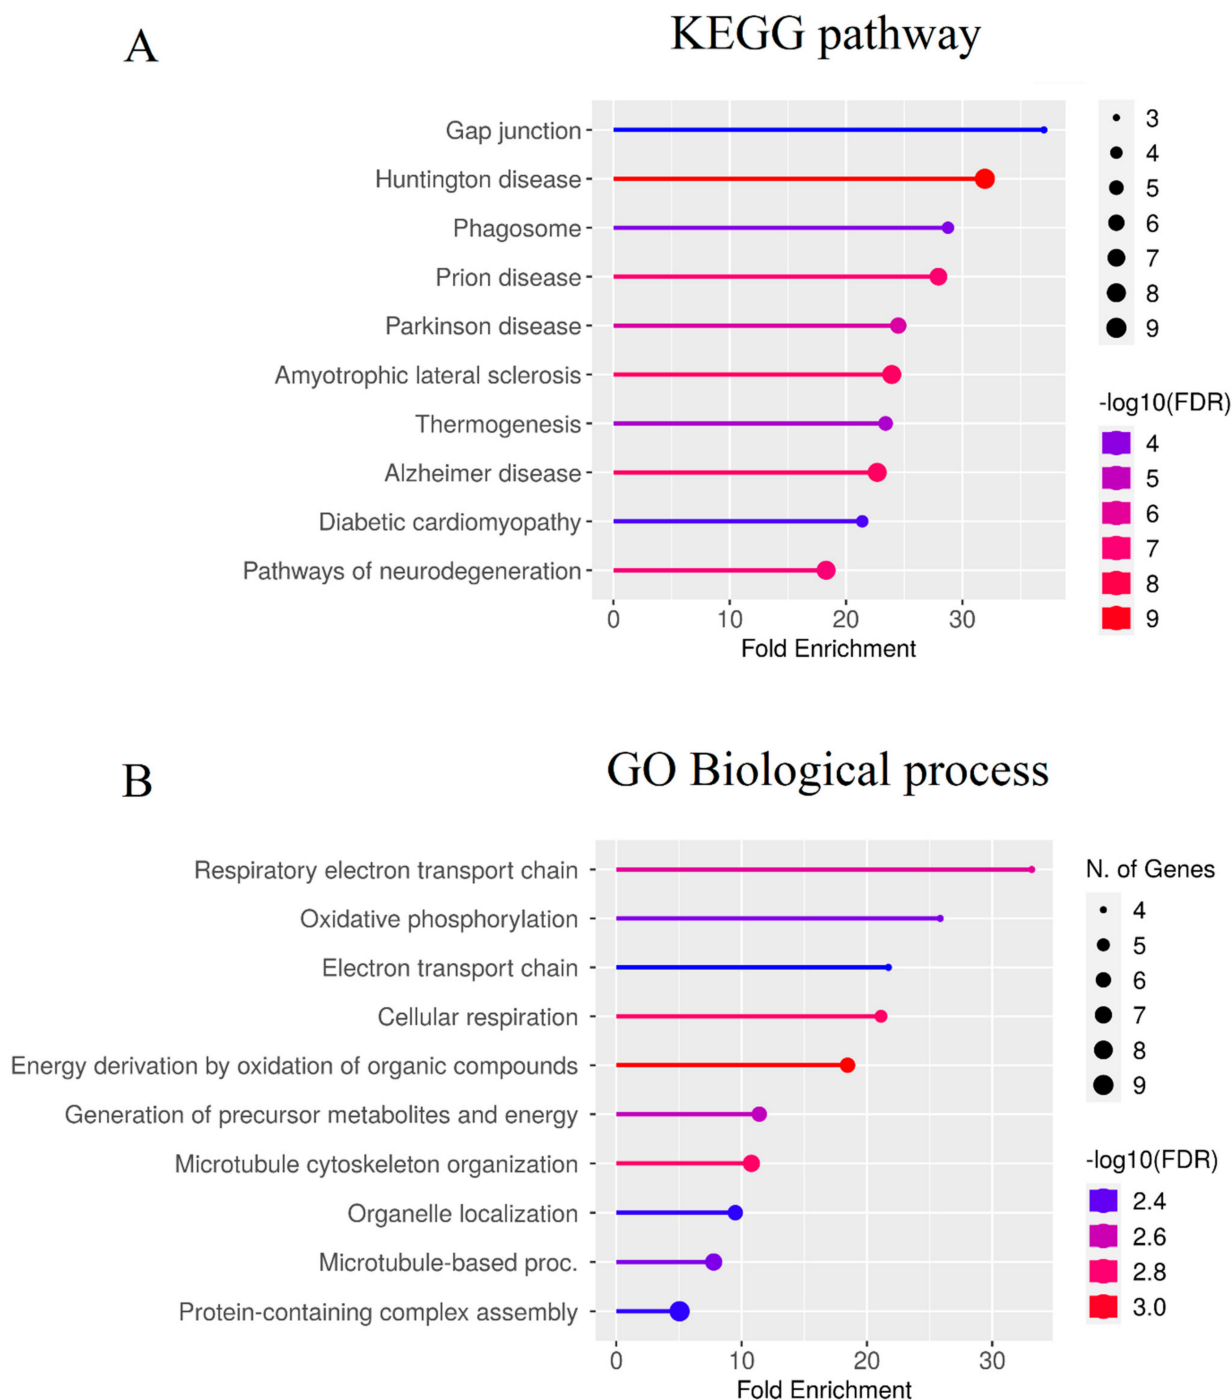 A
KEGG pathway
Gap junction
Huntington disease
Phagosome
Prion disease
Parkinson disease
Amyotrophic lateral sclerosis
Thermogenesis
Alzheimer disease
Diabetic cardiomyopathy
Pathways of neurodegeneration
0 10 20 30
Fold Enrichment
3
4
5
6
7
8
9
-log10(FDR)
4
5
6
7
8
9
B
GO Biological process
Respiratory electron transport chain
Oxidative phosphorylation
Electron transport chain
Cellular respiration
Energy derivation by oxidation of organic compounds
Generation of precursor metabolites and energy
Microtubule cytoskeleton organization
Organelle localization
Microtubule-based proc.
Protein-containing complex assembly
0 10 20 30
Fold Enrichment
N. of Genes
4
5
6
7
8
9
-log10(FDR)
2.4
2.6
2.8
3.0